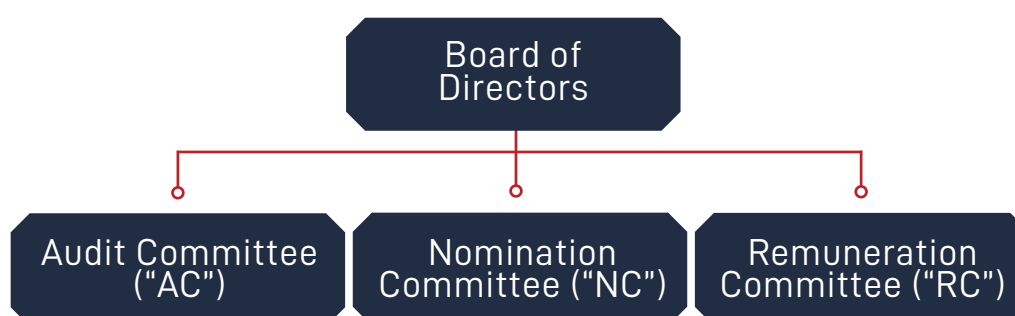 Board of
Directors
Audit Committee
(“AC”)
Nomination
Committee (“NC”)
Remuneration
Committee (“RC”)